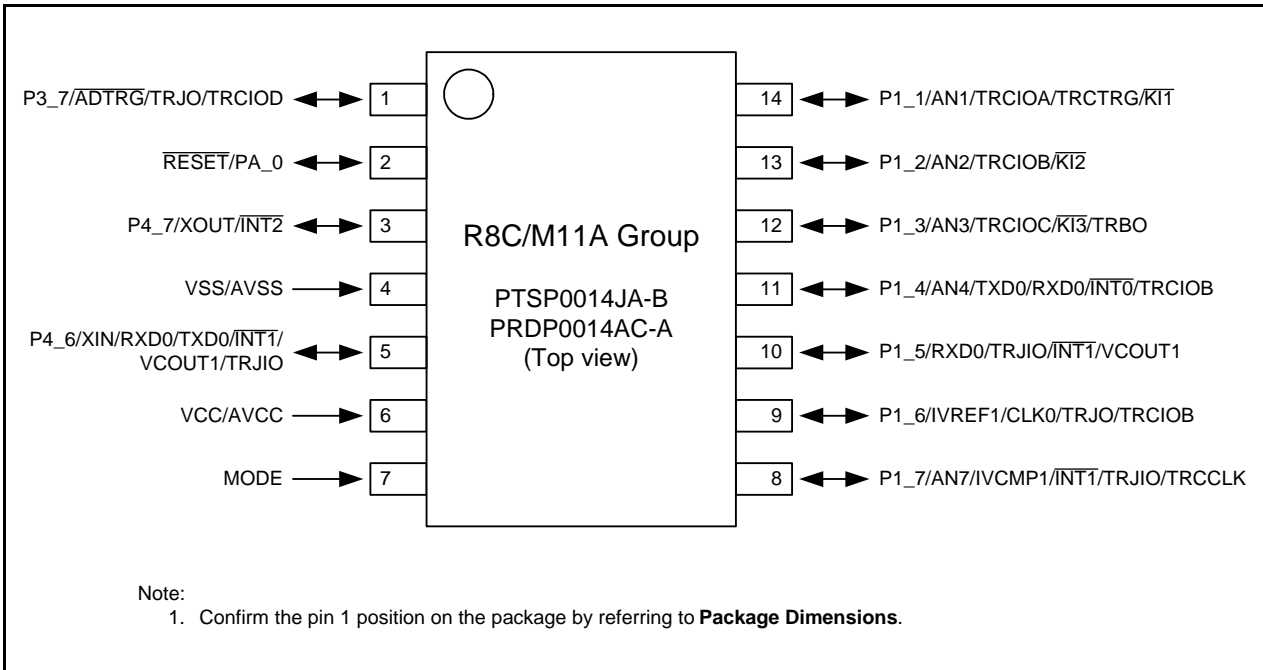 P3_7/ADTRG/TRJO/TRCIOD
1
RESET/PA_0
2
P4_7/XOUT/INT2
3
VSS/AVSS
4
P4_6/XIN/RXD0/TXD0/INT1/
VCOUT1/TRJIO
5
VCC/AVCC
6
MODE
7
R8C/M11A Group
PTSP0014JA-B
PRDP0014AC-A
(Top view)
14
P1_1/AN1/TRCIOA/TRCTRG/KI1
13
P1_2/AN2/TRCIOB/KI2
12
P1_3/AN3/TRCIOC/KI3/TRBO
11
P1_4/AN4/TXD0/RXD0/INT0/TRCIOB
10
P1_5/RXD0/TRJIO/INT1/VCOUT1
9
P1_6/IVREF1/CLK0/TRJO/TRCIOB
8
P1_7/AN7/IVCMP1/INT1/TRJIO/TRCCLK
Note:
1. Confirm the pin 1 position on the package by referring to Package Dimensions.